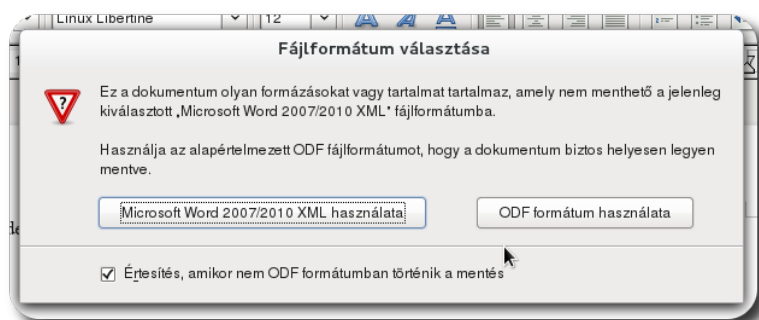 Linux Libertine
12
Fájlformátum választása
Ez a dokumentum olyan formázásokat vagy tartalmat tartalmaz, amely nem menthető a jelenleg
kiválasztott „Microsoft Word 2007/2010 XML” fájlformátumba.
Használja az alapértelmezett ODF fájlformátumot, hogy a dokumentum biztos helyesen legyen
mentve.
Microsoft Word 2007/2010 XML használata
ODF formátum használata
Értesítés, amikor nem ODF formátumban történik a mentés